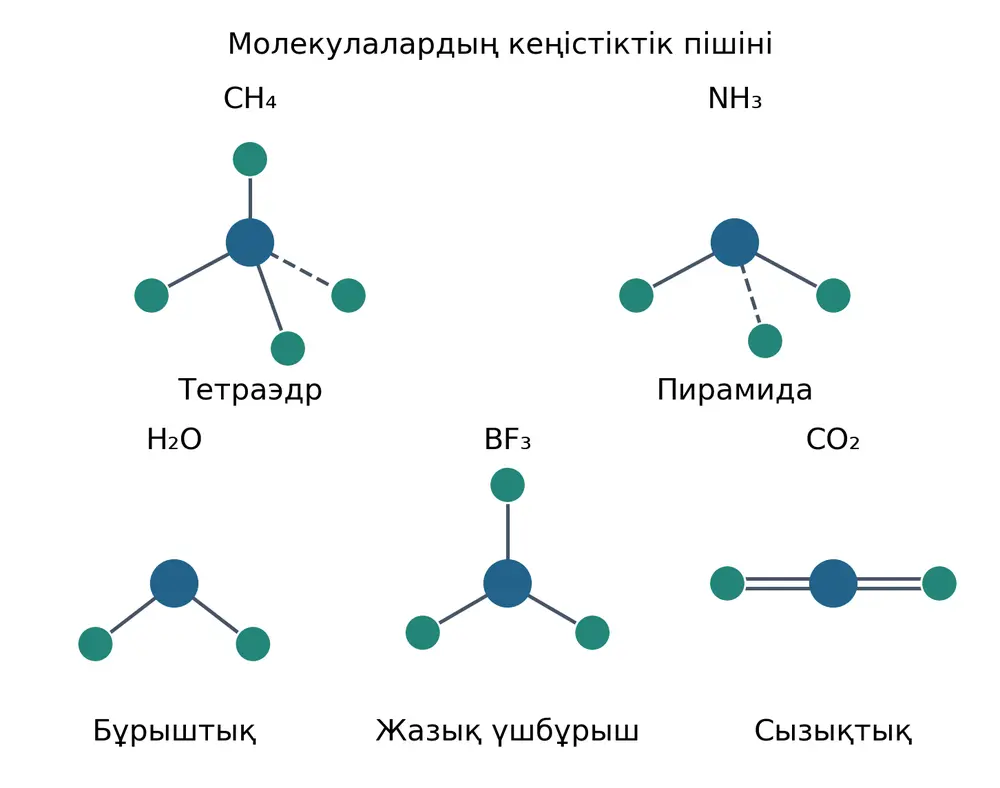 Молекулалардың кеңістіктік пішіні
CH₄
NH₃
Тетраэдр
Пирамида
H₂O
BF₃
CO₂
Бұрыштық
Жазық үшбұрыш
Сызықтық